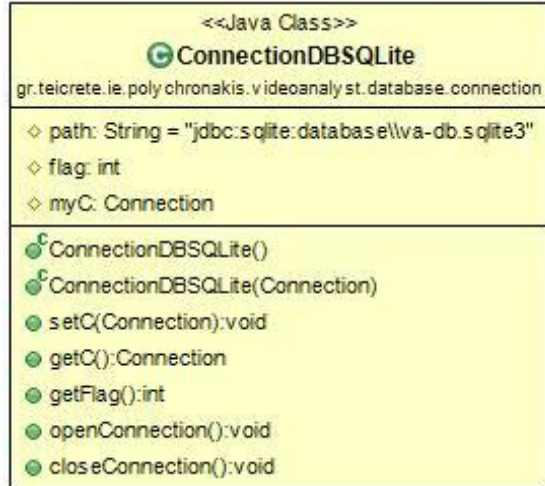 <<Java Class>>
C ConnectionDBSQLite
gr.teicrete.ie.polychronakis.videoanalyst.database.connection
path: String = "jdbc:sqlite:database\\va-db.sqlite3"
flag: int
myC: Connection
C ConnectionDBSQLite()
C ConnectionDBSQLite(Connection)
setC(Connection):void
getC():Connection
getFlag():int
openConnection():void
closeConnection():void